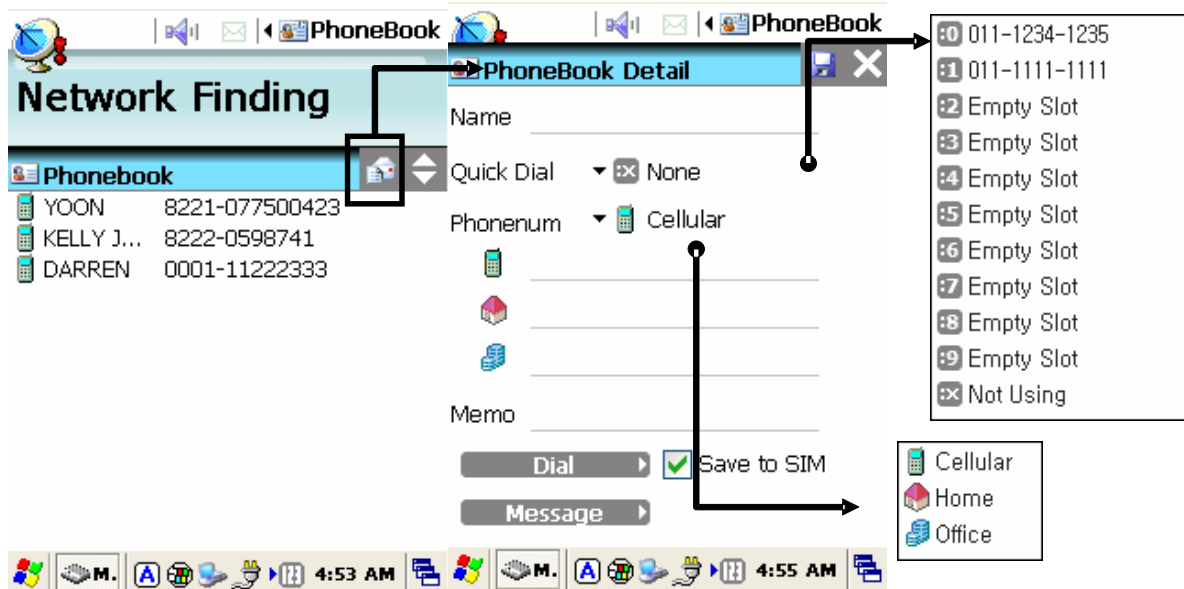 PhoneBook
Network Finding
Phonebook
YOON 8221-077500423
KELLY J... 8222-0598741
DARREN 0001-11222333
M. A 4:53 AM
PhoneBook
PhoneBook Detail
Name
Quick Dial :x None
Phonenum Cellular
Memo
Dial Save to SIM
Message
M. A 4:55 AM
:0 011-1234-1235
:1 011-1111-1111
:2 Empty Slot
:3 Empty Slot
:4 Empty Slot
:5 Empty Slot
:6 Empty Slot
:7 Empty Slot
:8 Empty Slot
:9 Empty Slot
:x Not Using
Cellular
Home
Office